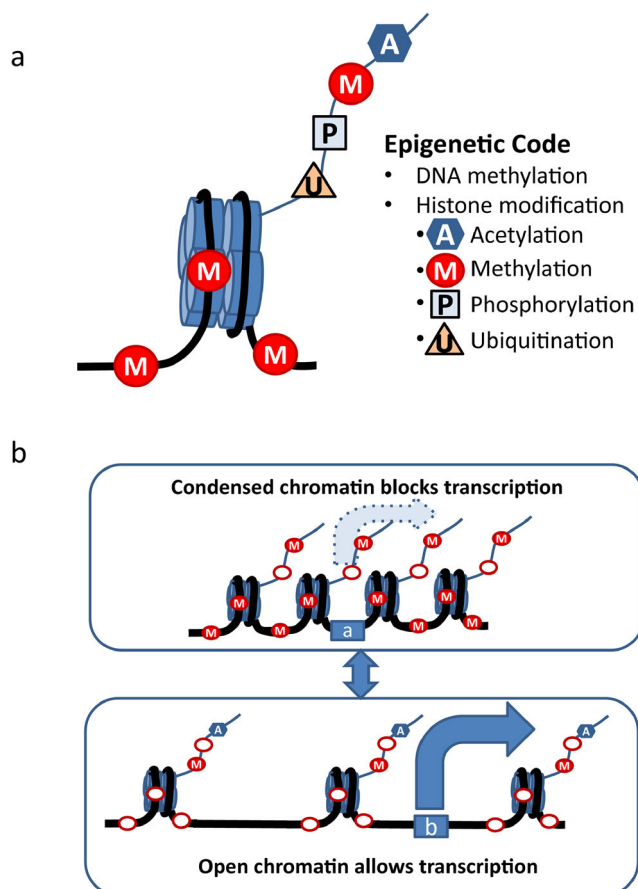 a
A
M
P
U
M
M
M
Epigenetic Code
• DNA methylation
• Histone modification
• A Acetylation
• M Methylation
• P Phosphorylation
• U Ubiquitination
b
Condensed chromatin blocks transcription
M M M M
M M M M
M M a M M
A A A
M M M
b
Open chromatin allows transcription